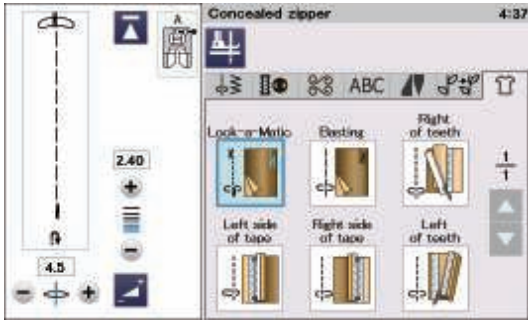 Concealed zipper
4:37
A
ABC
Lock-a-Matic
Basting
Right
of teeth
2.40
1
1
Left side
of tape
Right side
of tape
Left
of teeth
4.5